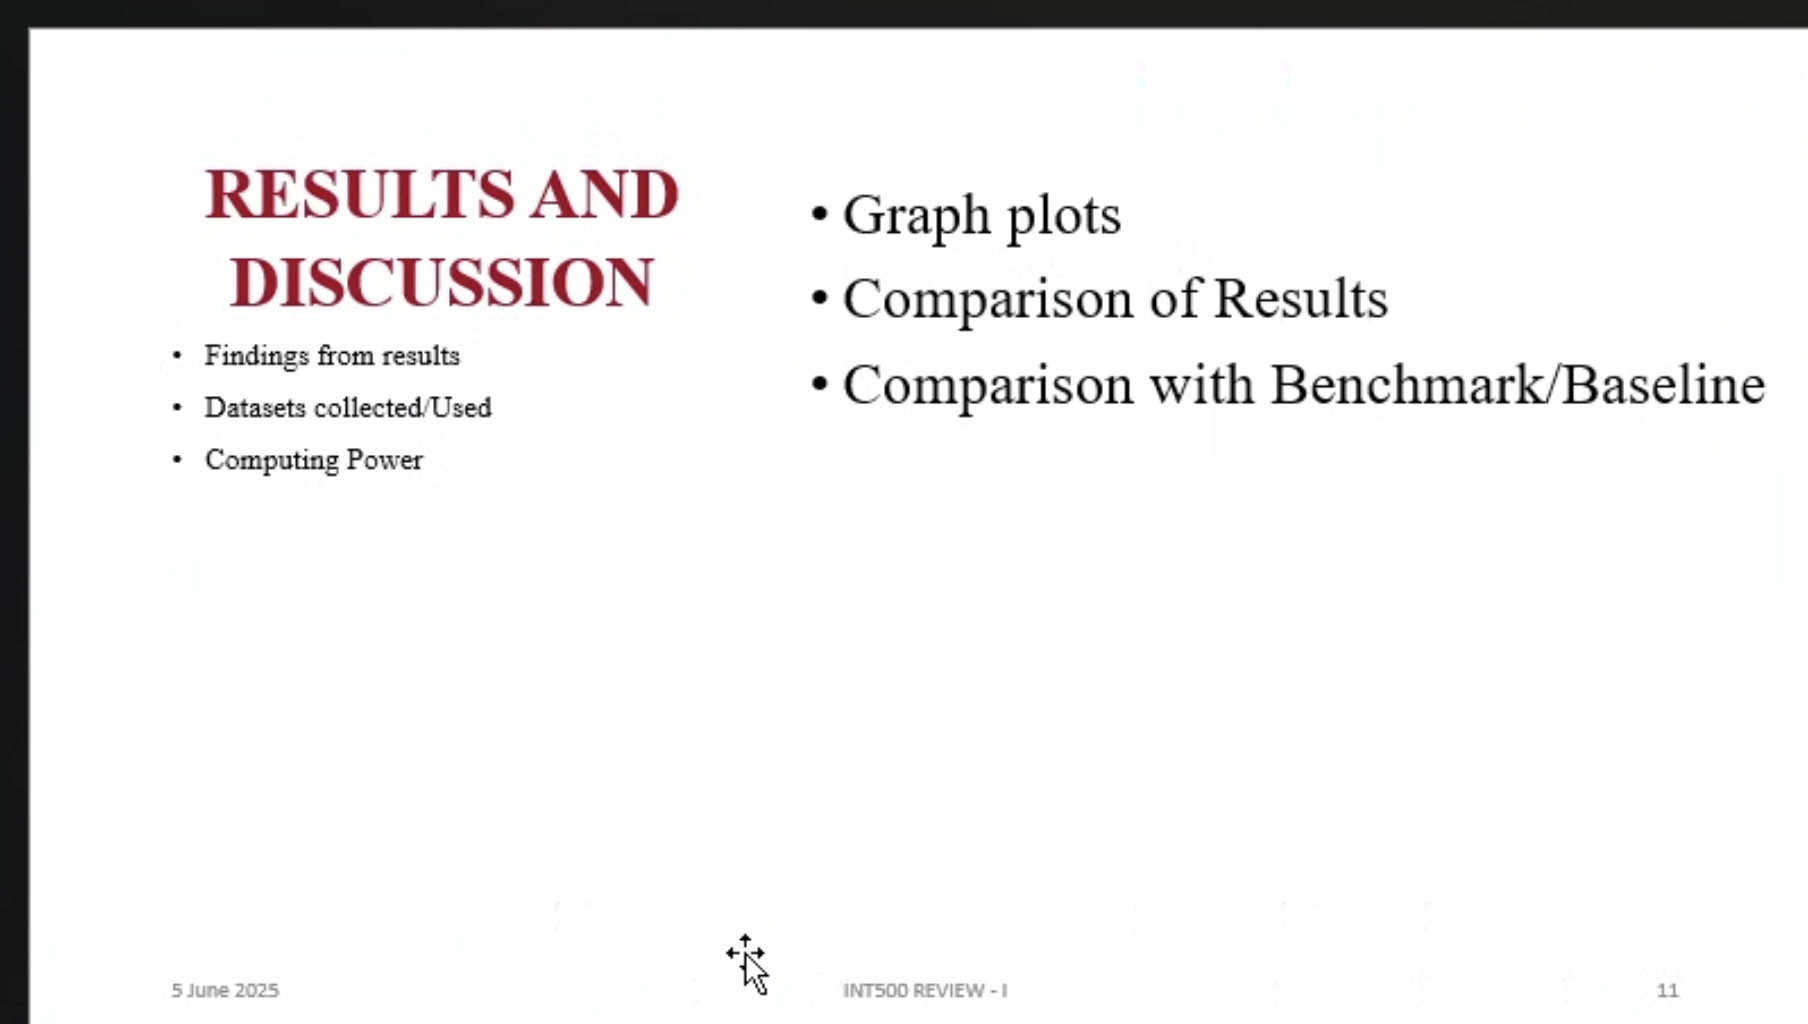 RESULTS AND
DISCUSSION
• Findings from results
• Datasets collected/Used
• Computing Power
• Graph plots
• Comparison of Results
• Comparison with Benchmark/Baseline
5 June 2025
INT500 REVIEW - I
11